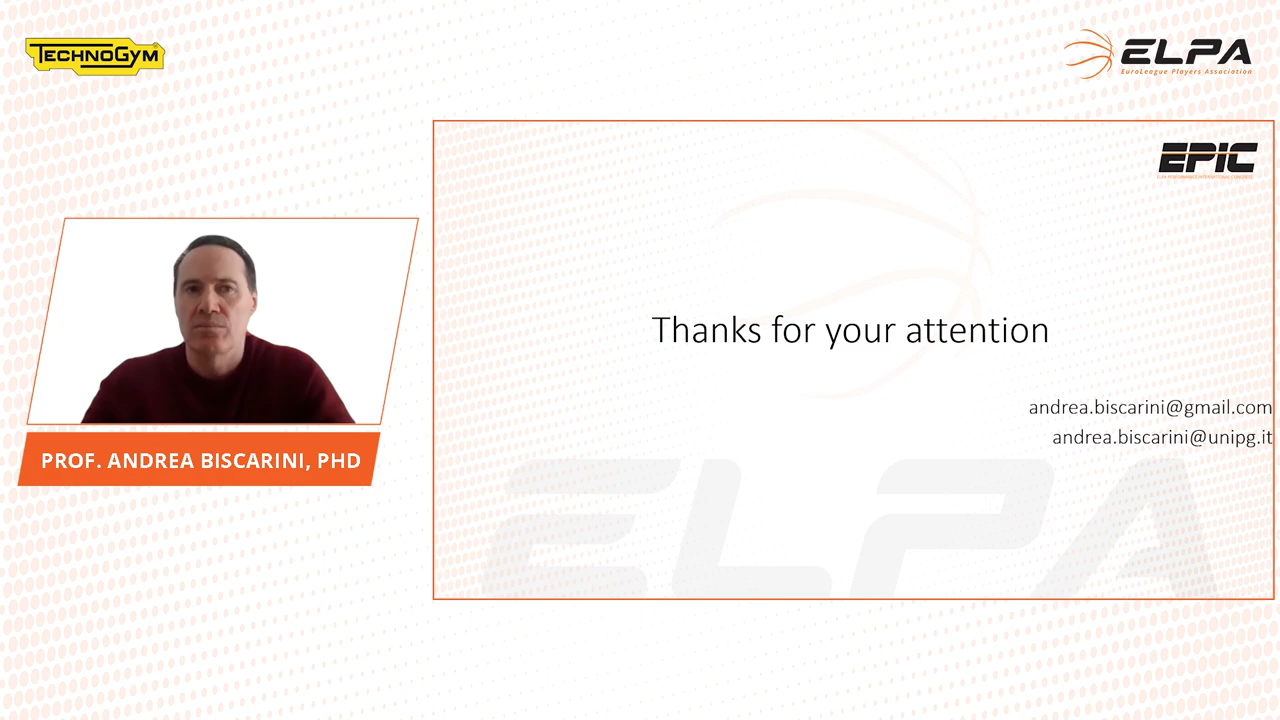 TECHNOGYM
ELPA
EuroLeague Players Association
EPIC
Thanks for your attention
andrea.biscarini@gmail.com
andrea.biscarini@unipg.it
PROF. ANDREA BISCARINI, PHD
ELPA